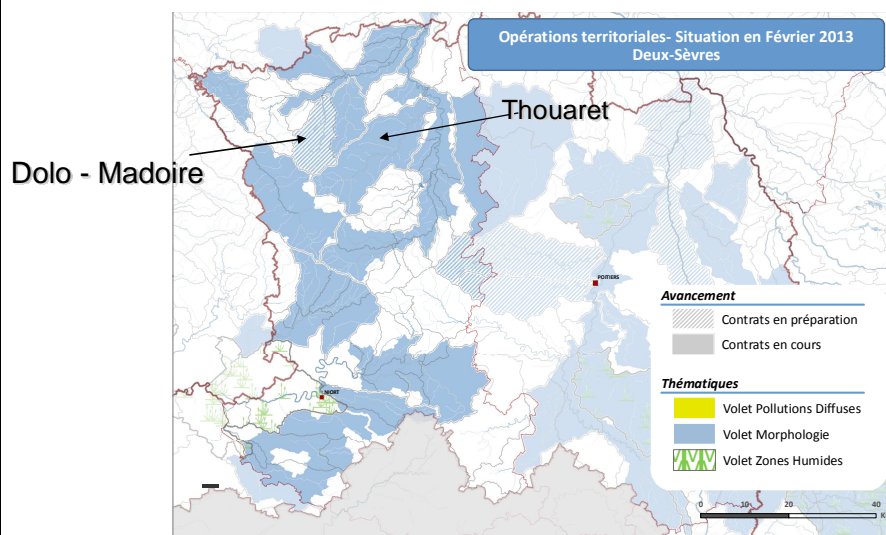 Opérations territoriales- Situation en Février 2013
Deux-Sèvres
Thouaret
Dolo - Madoire
POITIERS
NIORT
Avancement
Contrats en préparation
Contrats en cours
Thématiques
Volet Pollutions Diffuses
Volet Morphologie
Volet Zones Humides
0 10 20 40
K